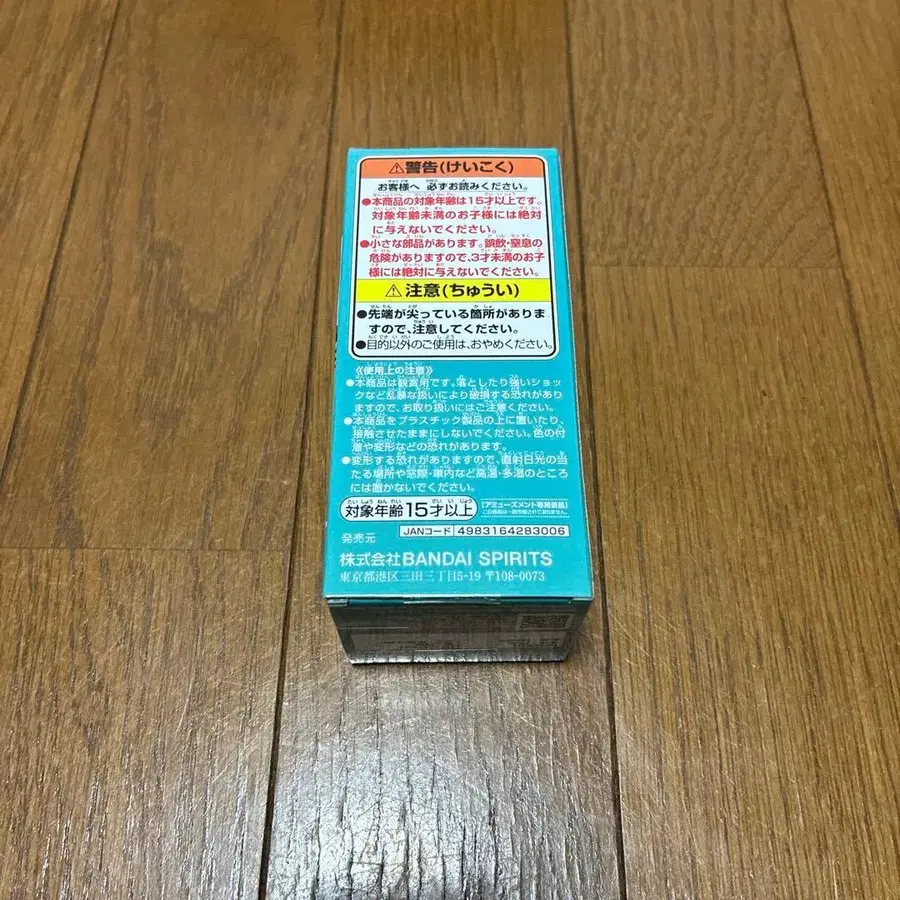 ⚠警告(けいこく)
お客様へ 必ずお読みください。
●本商品の対象年齢は15才以上です。
対象年齢未満のお子様には絶対
に与えないでください。
●小さな部品があります。誤飲・窒息の
危険がありますので、3才未満のお子
様には絶対に与えないでください。
⚠注意(ちゅうい)
●先端が尖っている箇所がありま
すので、注意してください。
●目的以外のご使用は、おやめください。
《使用上の注意》
●本商品は観賞用です。落としたり強いショッ
クなど乱暴な扱いにより破損する恐れがあり
ますので、お取り扱いにはご注意ください。
●本商品をプラスチック製品の上に置いたり、
接触させたままにしないでください。色の付
着や変形などの恐れがあります。
●変形する恐れがありますので、直射日光の当
たる場所や窓際・車内など高温・多湿のところ
には置かないでください。
対象年齢15才以上
【アミューズメント専用景品】
この商品は一般市販されておりません。
発売元
JANコード 4983164283006
株式会社BANDAI SPIRITS
東京都港区三田三丁目5-19 〒108-0073